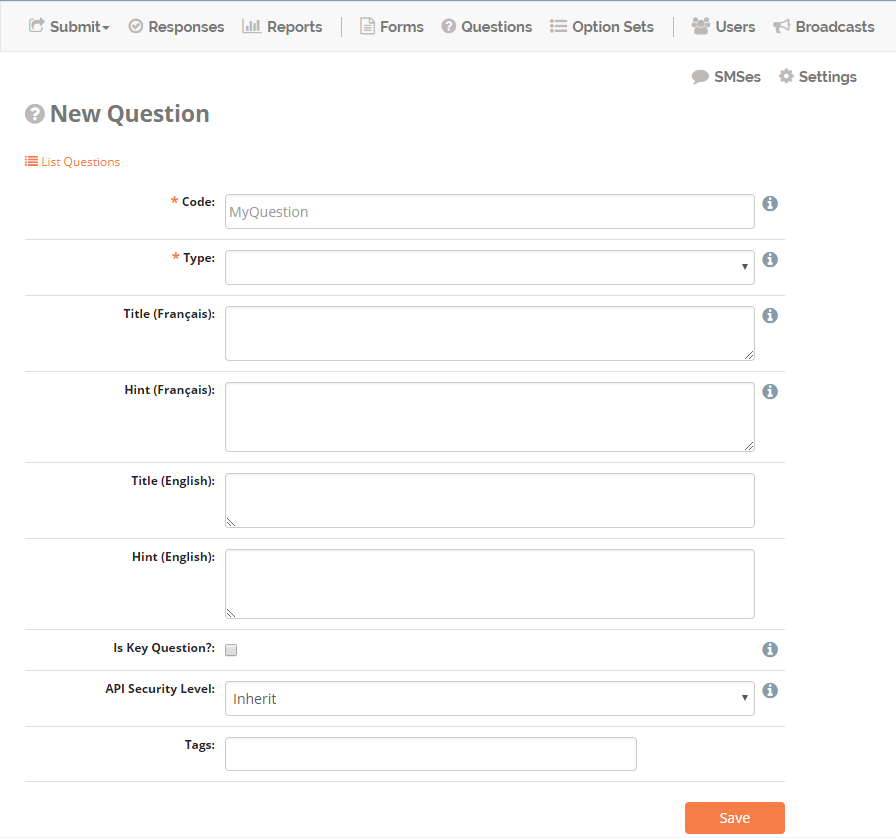 Submit Responses Reports Forms Questions Option Sets Users Broadcasts
SMSes Settings
New Question
List Questions
* Code: MyQuestion
* Type:
Title (Français):
Hint (Français):
Title (English):
Hint (English):
Is Key Question?:
API Security Level: Inherit
Tags:
Save